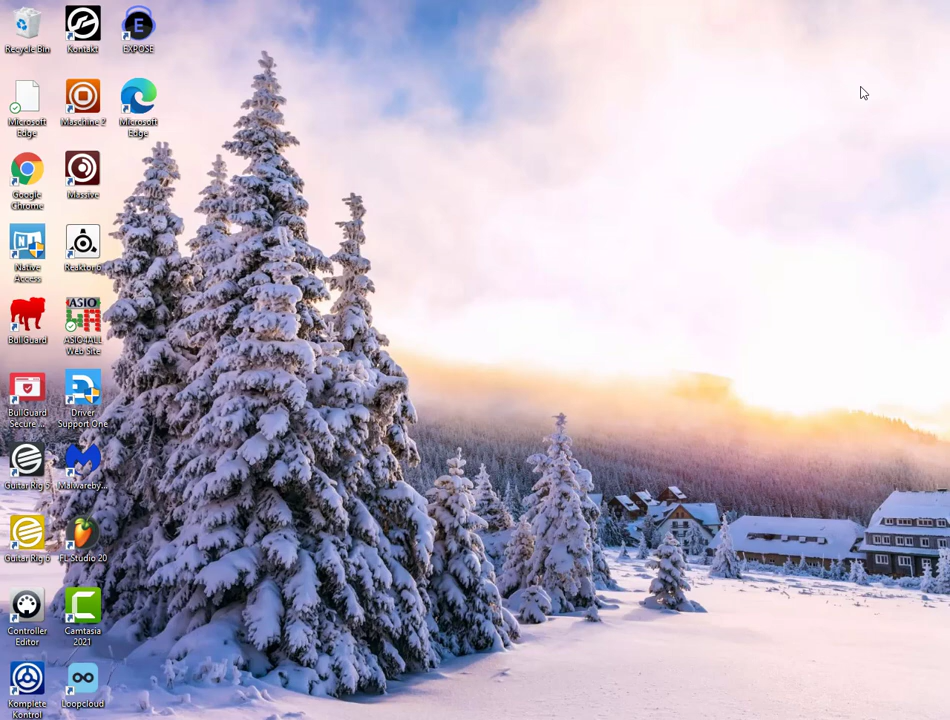 Recycle Bin
Kontakt
EXPOSE
E
Microsoft
Edge
Maschine 2
Microsoft
Edge
Google
Chrome
Massive
Native
Access
Reaktor 6
BullGuard
ASIO
ASIO4ALL
Web Site
BullGuard
Secure ...
Driver
Support One
Guitar Rig 5
Malwareby...
Guitar Rig 6
FL Studio 20
Controller
Editor
Camtasia
2021
Komplete
Kontrol
Loopcloud